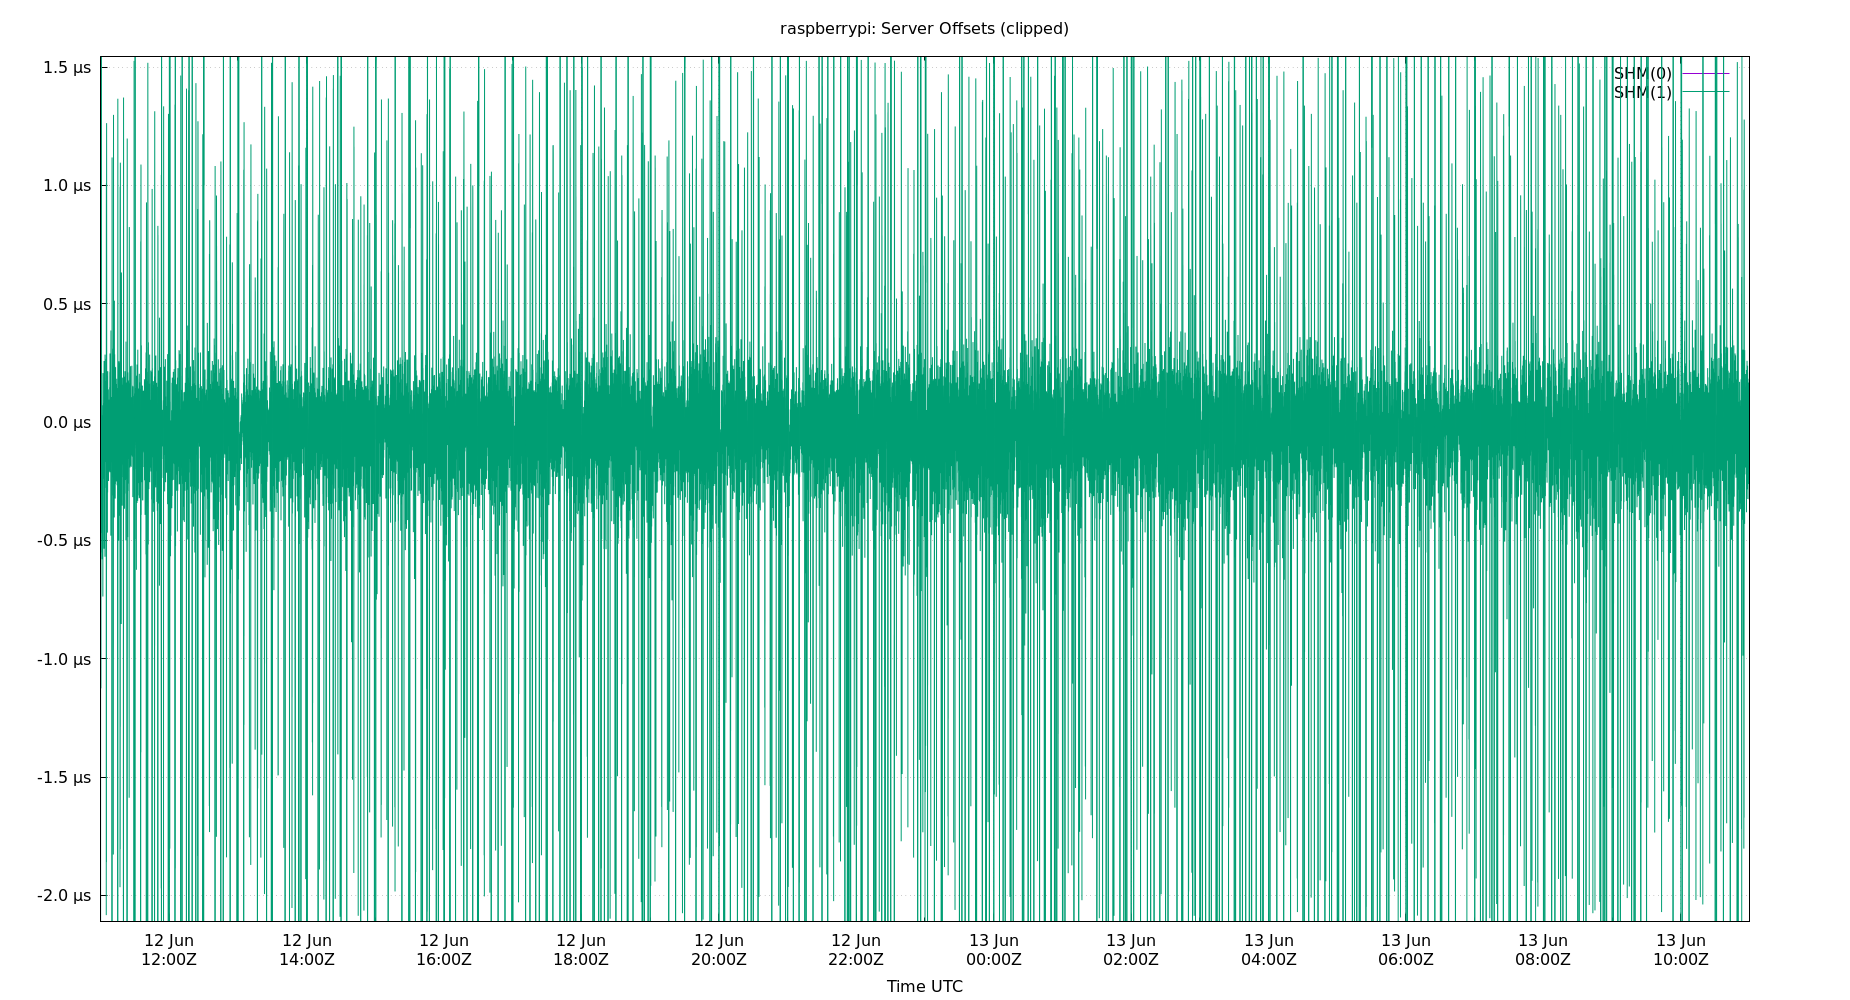 raspberrypi: Server Offsets (clipped)
1.5 µs
1.0 µs
0.5 µs
0.0 µs
-0.5 µs
-1.0 µs
-1.5 µs
-2.0 µs
SHM(0)
SHM(1)
12 Jun 12 Jun 12 Jun 12 Jun 12 Jun 12 Jun 13 Jun 13 Jun 13 Jun 13 Jun 13 Jun 13 Jun
12:00Z 14:00Z 16:00Z 18:00Z 20:00Z 22:00Z 00:00Z 02:00Z 04:00Z 06:00Z 08:00Z 10:00Z
Time UTC